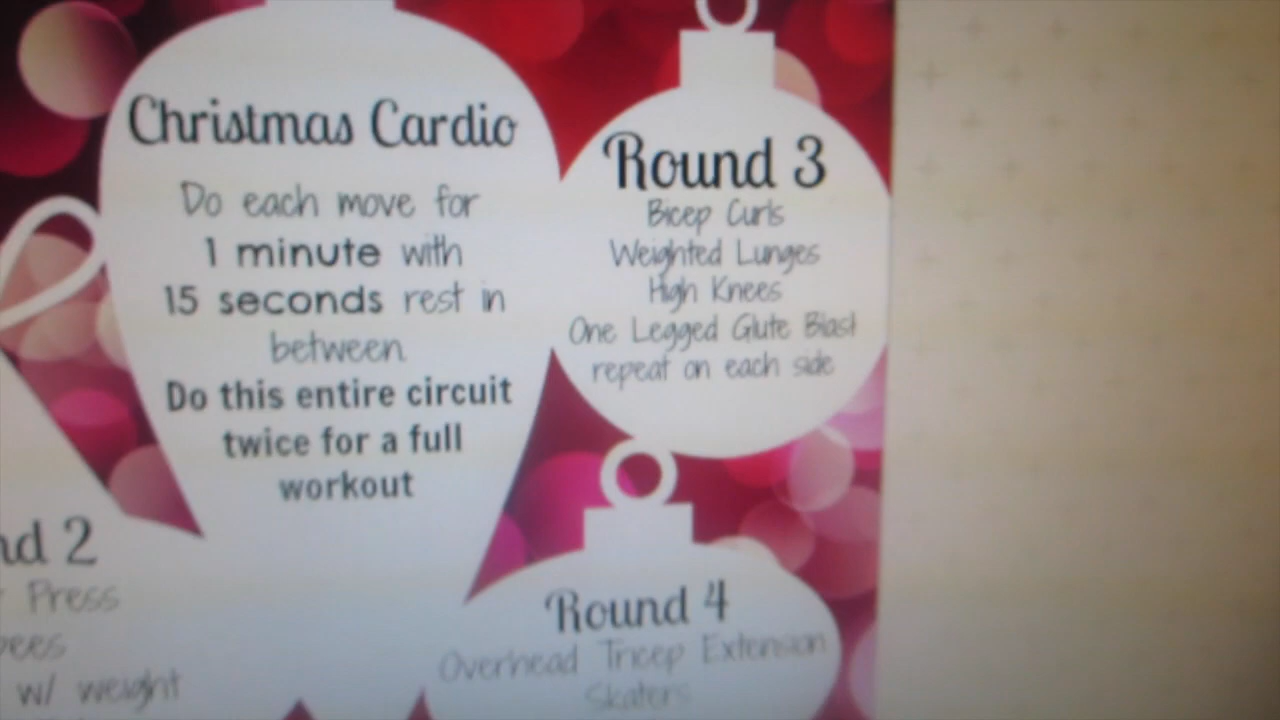 Christmas Cardio
Do each move for
1 minute with
15 seconds rest in
between
Do this entire circuit
twice for a full
workout
Round 3
Bicep Curls
Weighted Lunges
High Knees
One Legged Glute Blast
repeat on each side
nd 2
Press
w/ weight
Round 4
Overhead Tricep Extension
Skaters